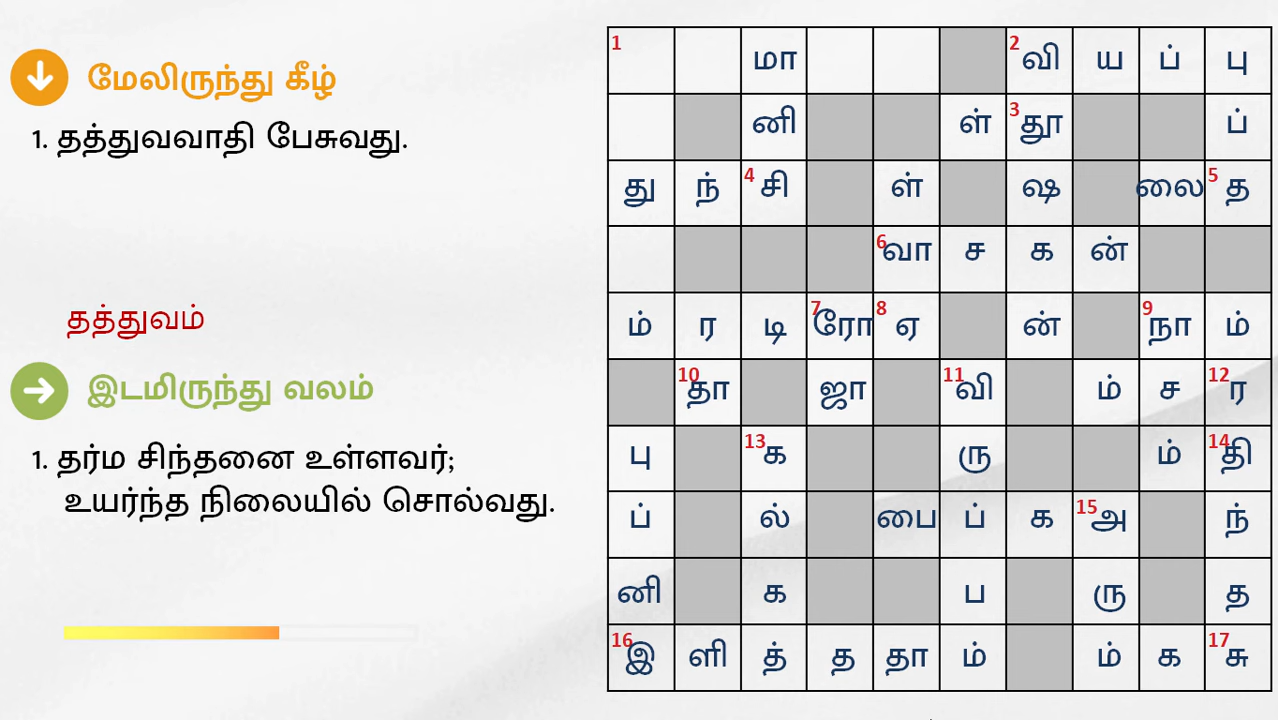 மேலிருந்து கீழ்
1. தத்துவவாதி பேசுவது.
தத்துவம்
இடமிருந்து வலம்
1. தர்ம சிந்தனை உள்ளவர்;
உயர்ந்த நிலையில் சொல்வது.
1 மா 2 வி ய ப் பு
னி ள் 3 தூ ப்
து ந் 4 சி ள் ஷ லை 5 த
6 வா ச க ன்
ம் ர டி 7 ரோ 8 ஏ ன் 9 நா ம்
10 தா ஜா 11 வி ம் ச 12 ர
பு 13 க ரு ம் 14 தி
ப் ல் பை ப் க 15 அ ந்
னி க ப ரு த
16 இ ளி த் த தா ம் ம் க 17 சு